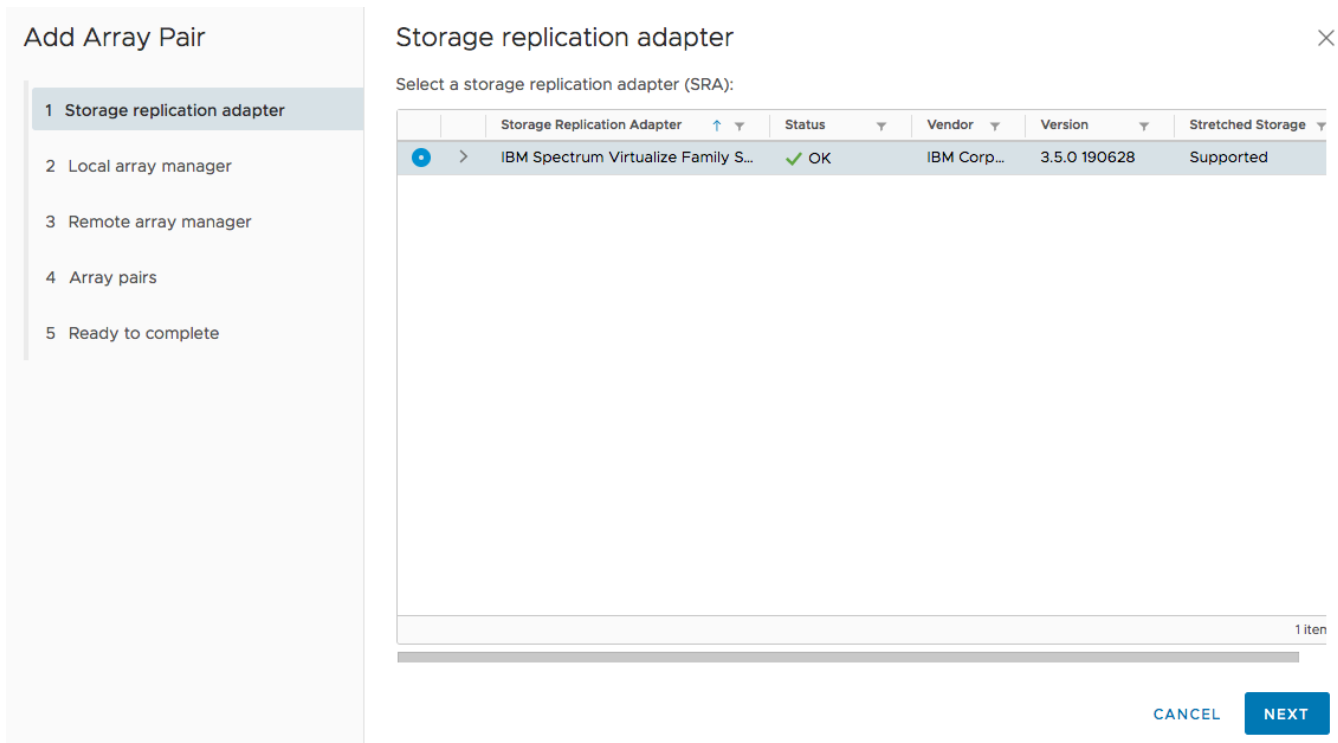 Add Array Pair
1 Storage replication adapter
2 Local array manager
3 Remote array manager
4 Array pairs
5 Ready to complete
Storage replication adapter
Select a storage replication adapter (SRA):
Storage Replication Adapter Status Vendor Version Stretched Storage
IBM Spectrum Virtualize Family S... OK IBM Corp... 3.5.0 190628 Supported
1 item
CANCEL NEXT